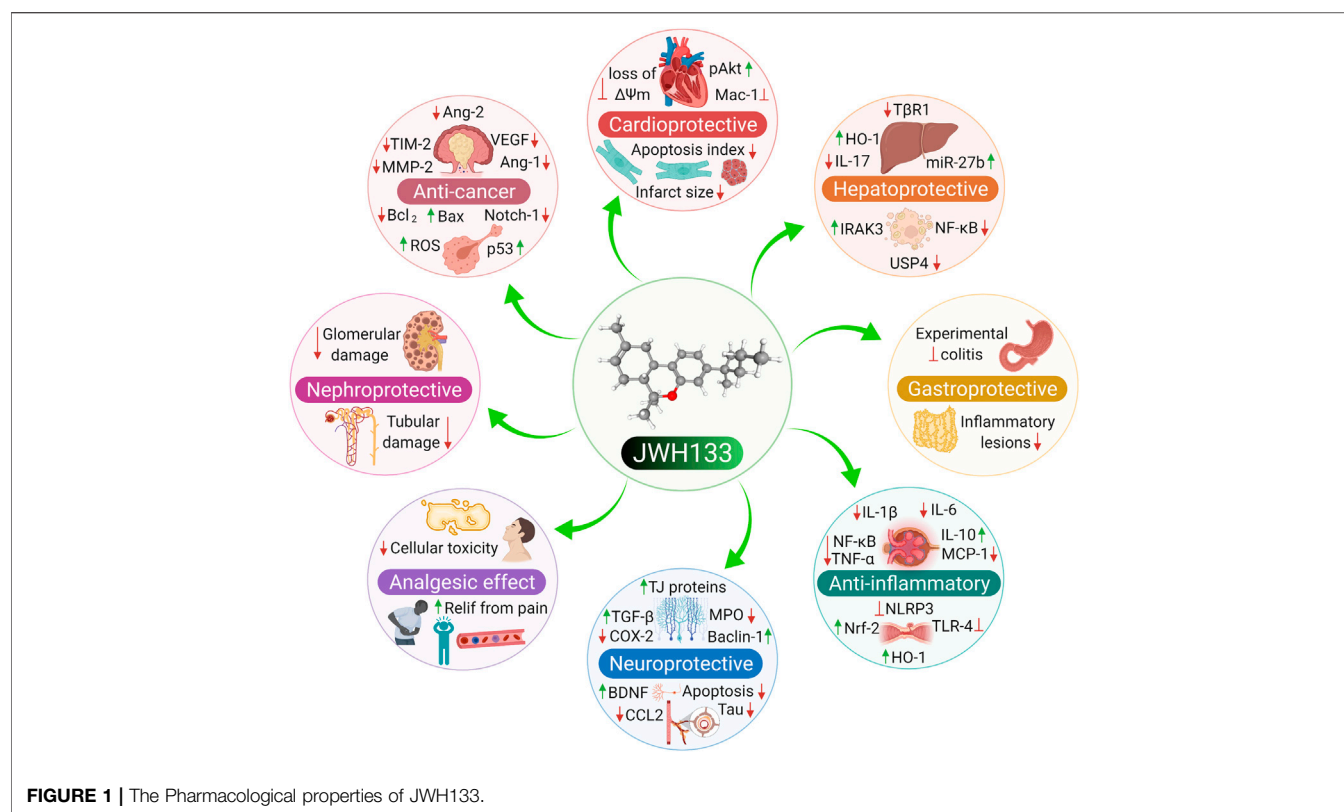 loss of
ΔΨm
pAkt
Mac-1
Cardioprotective
Apoptosis index
Infarct size
TβR1
HO-1
IL-17
miR-27b
Hepatoprotective
IRAK3
NF-κB
USP4
Experimental
colitis
Gastroprotective
Inflammatory
lesions
IL-1β
IL-6
NF-κB
TNF-α
IL-10
MCP-1
Anti-inflammatory
NLRP3
Nrf-2
TLR-4
HO-1
TJ proteins
TGF-β
MPO
COX-2
Baclin-1
Neuroprotective
BDNF
Apoptosis
CCL2
Tau
Cellular toxicity
Analgesic effect
Relif from pain
Glomerular
damage
Nephroprotective
Tubular
damage
Ang-2
TIM-2
VEGF
MMP-2
Ang-1
Anti-cancer
Bcl₂
Bax
Notch-1
ROS
p53
JWH133
FIGURE 1 | The Pharmacological properties of JWH133.